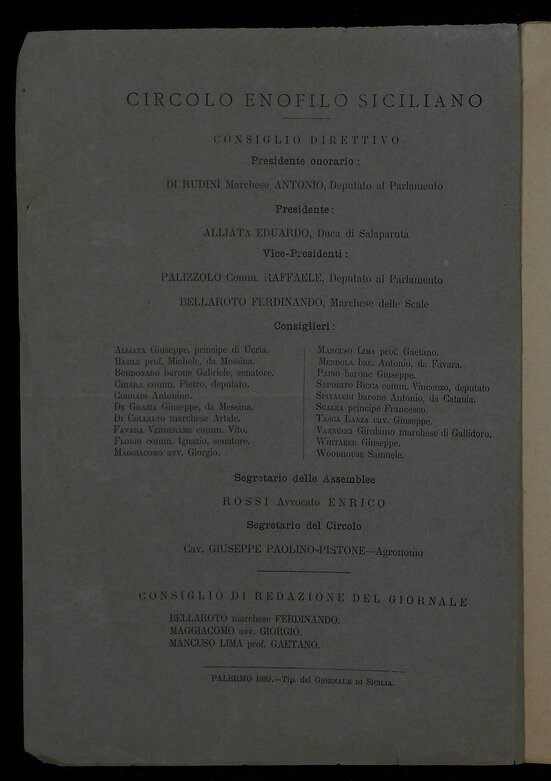 CIRCOLO ENOFILO SICILIANO
CONSIGLIO DIRETTIVO
Presidente onorario :
DI RUDINÌ Marchese ANTONIO, Deputato al Parlamento
Presidente :
ALLIATA EDUARDO, Duca di Salaparuta
Vice-Presidenti :
PALIZZOLO Comm. RAFFAELE, Deputato al Parlamento
BELLAROTO FERDINANDO, Marchese delle Scale
Consiglieri :
ALLIATA Giuseppe, principe di Ucria.
BASILE prof. Michele, da Messina.
BORDONARO barone Gabriele, senatore.
CHIARA comm. Pietro, deputato.
CORRADI Antonino.
DE GRAZIA Giuseppe, da Messina.
DI COLLALTO marchese Artale.
FAVARA VERDERAME comm. Vito.
FLORIO comm. Ignazio, senatore.
MAGGIACOMO avv. Giorgio.
MANCUSO LIMA prof. Gaetano.
MENDOLA bar. Antonio, da Favara.
PAINO barone Giuseppe.
SAPORITO RICCA comm. Vincenzo, deputato
SPITALERI barone Antonio, da Catania.
SCALEA principe Francesco.
TASCA LANZA cav. Giuseppe.
VANNUCCI Girolamo marchese di Gallidoro.
WHITAKER Giuseppe.
WOODHOUSE Samuele.
Segretario delle Assemblee
ROSSI Avvocato ENRICO
Segretario del Circolo
Cav. GIUSEPPE PAOLINO-PISTONE—Agronomo
CONSIGLIO DI REDAZIONE DEL GIORNALE
BELLAROTO marchese FERDINANDO.
MAGGIACOMO avv. GIORGIO.
MANCUSO LIMA prof. GAETANO.
PALERMO 1889.—Tip. del GIORNALE DI SICILIA.